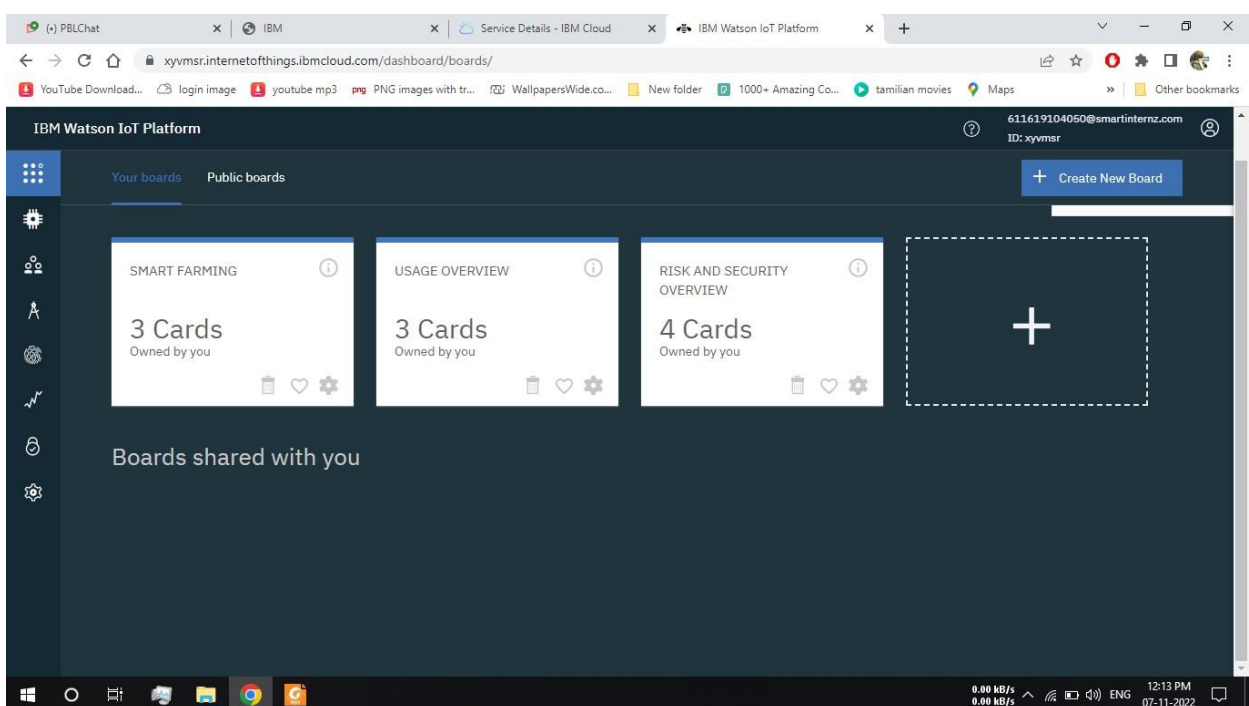 (•) PBLChat
IBM
Service Details - IBM Cloud
IBM Watson IoT Platform
xyvmsr.internetofthings.ibmcloud.com/dashboard/boards/
YouTube Download...
login image
youtube mp3
png PNG images with tr...
WallpapersWide.co...
New folder
1000+ Amazing Co...
tamilian movies
Maps
»
Other bookmarks
IBM Watson IoT Platform
611619104050@smartinternz.com
ID: xyvmsr
Your boards
Public boards
+ Create New Board
SMART FARMING
3 Cards
Owned by you
USAGE OVERVIEW
3 Cards
Owned by you
RISK AND SECURITY
OVERVIEW
4 Cards
Owned by you
Boards shared with you
0.00 kB/s
0.00 kB/s
ENG
12:13 PM
07-11-2022